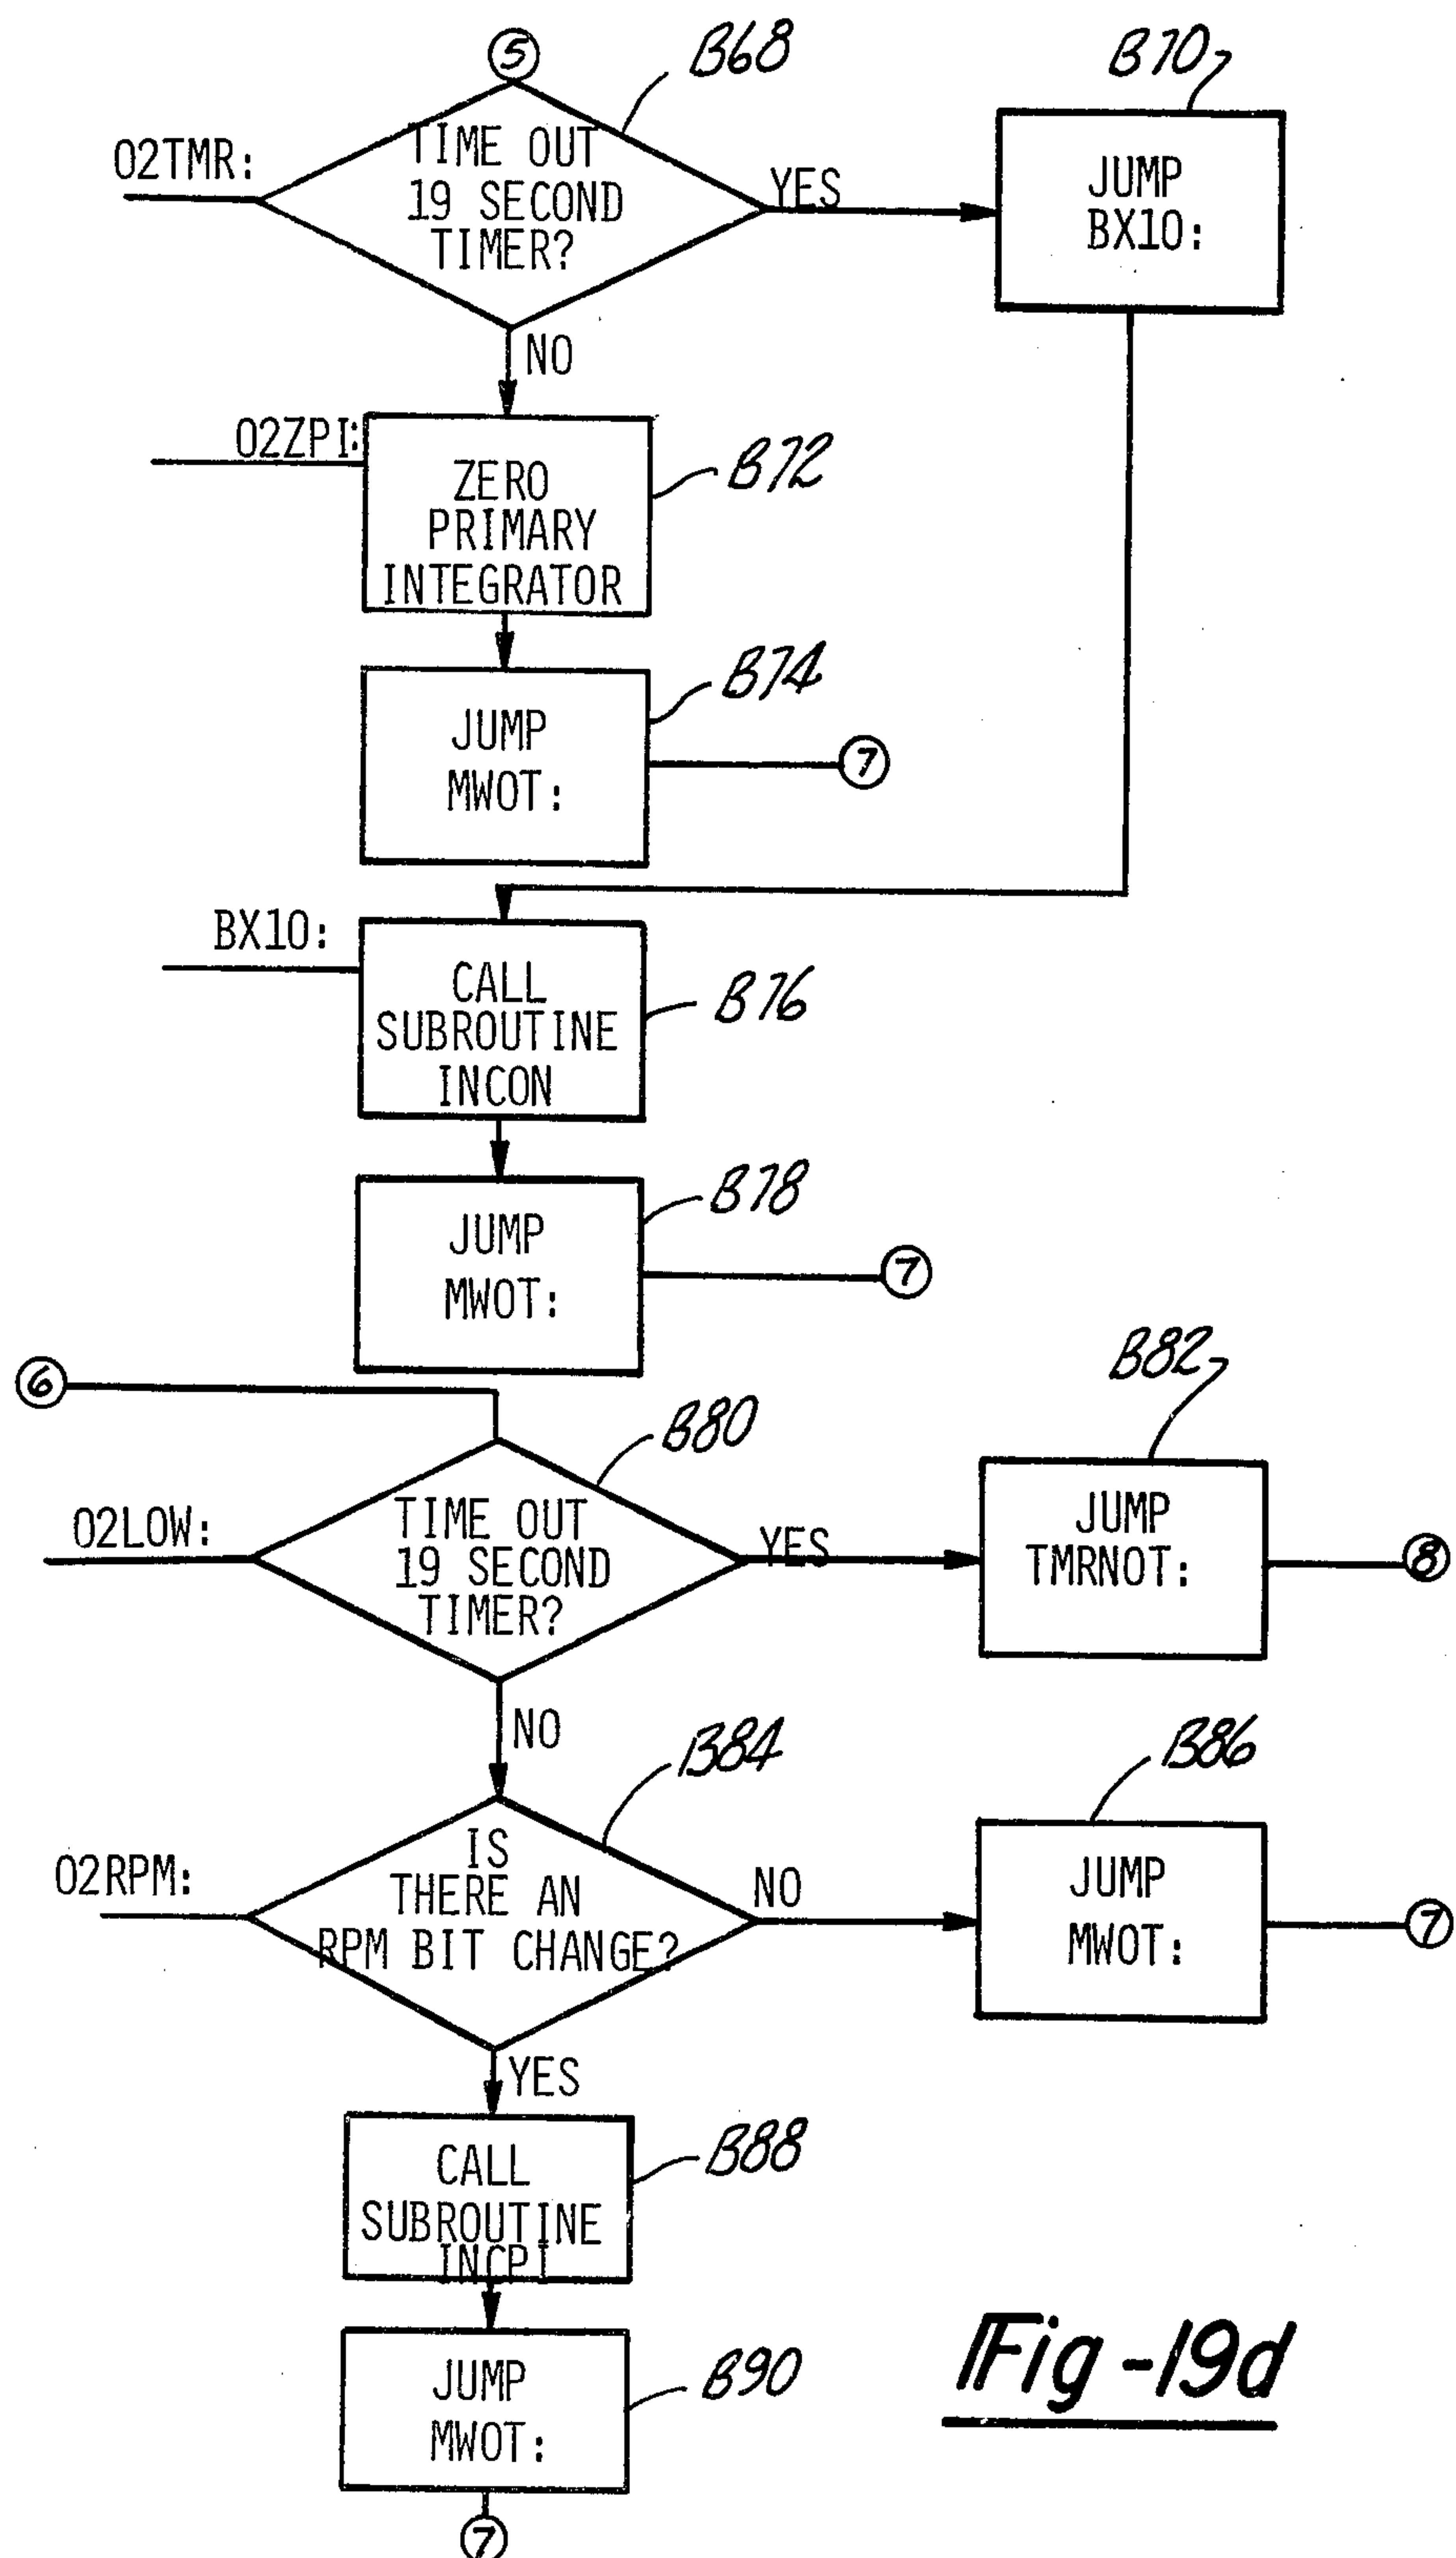 5
B68
B70
O2TMR:
TIME OUT
19 SECOND
TIMER?
YES
JUMP
BX10:
NO
O2ZPI:
ZERO
PRIMARY
INTEGRATOR
B72
B74
JUMP
MWOT:
7
BX10:
CALL
SUBROUTINE
INCON
B76
B78
JUMP
MWOT:
7
6
B80
B82
O2LOW:
TIME OUT
19 SECOND
TIMER?
YES
JUMP
TMRNOT:
8
NO
B84
B86
O2RPM:
IS
THERE AN
RPM BIT CHANGE?
NO
JUMP
MWOT:
7
YES
CALL
SUBROUTINE
INCPI
B88
JUMP
MWOT:
B90
7
Fig-19d